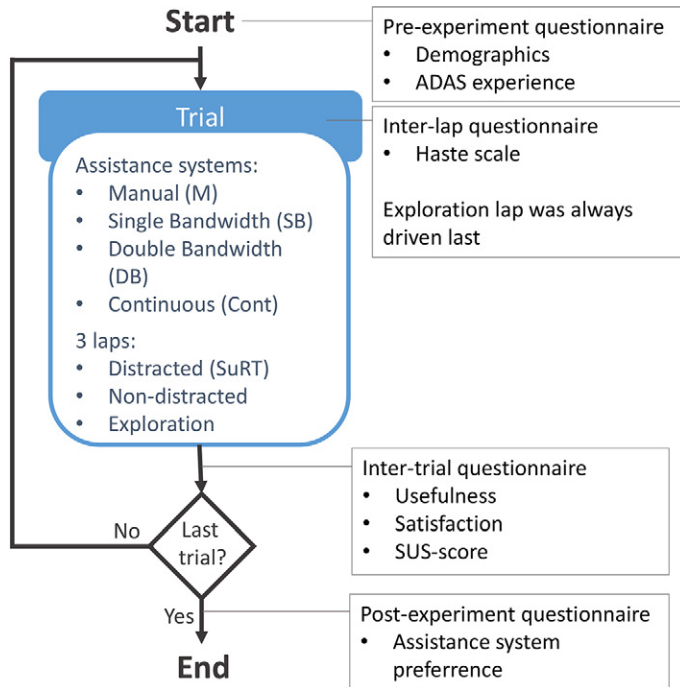 Start
Pre-experiment questionnaire
• Demographics
• ADAS experience
Trial
Inter-lap questionnaire
• Haste scale
Exploration lap was always
driven last
Assistance systems:
• Manual (M)
• Single Bandwidth (SB)
• Double Bandwidth
(DB)
• Continuous (Cont)
3 laps:
• Distracted (SuRT)
• Non-distracted
• Exploration
Inter-trial questionnaire
• Usefulness
• Satisfaction
• SUS-score
No
Last
trial?
Yes
Post-experiment questionnaire
• Assistance system
preferrence
End